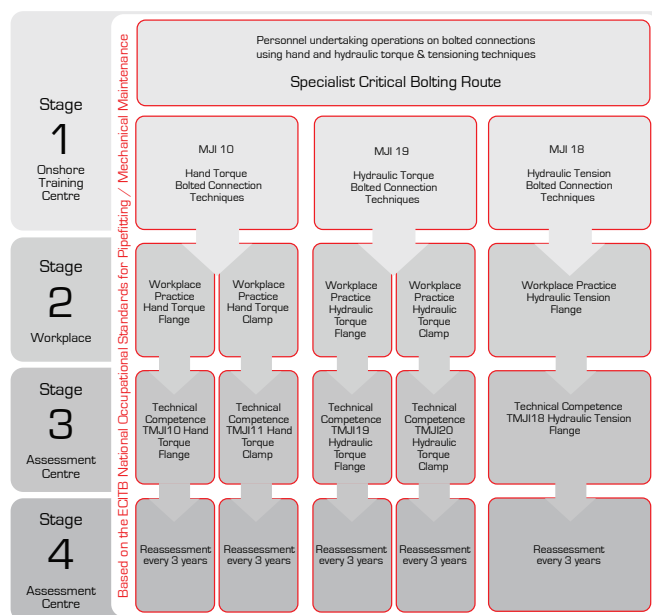 Personnel undertaking operations on bolted connections
using hand and hydraulic torque & tensioning techniques
Specialist Critical Bolting Route
Based on the ECITB National Occupational Standards for Pipefitting / Mechanical Maintenance
Stage
1
Onshore
Training
Centre
MJI 10
Hand Torque
Bolted Connection
Techniques
MJI 19
Hydraulic Torque
Bolted Connection
Techniques
MJI 18
Hydraulic Tension
Bolted Connection
Techniques
Stage
2
Workplace
Workplace
Practice
Hand Torque
Flange
Workplace
Practice
Hand Torque
Clamp
Workplace
Practice
Hydraulic
Torque
Flange
Workplace
Practice
Hydraulic
Torque
Clamp
Workplace Practice
Hydraulic Tension
Flange
Stage
3
Assessment
Centre
Technical
Competence
TMJI10 Hand
Torque
Flange
Technical
Competence
TMJI11 Hand
Torque
Clamp
Technical
Competence
TMJI19
Hydraulic
Torque
Flange
Technical
Competence
TMJI20
Hydraulic
Torque
Clamp
Technical Competence
TMJI18 Hydraulic Tension
Flange
Stage
4
Assessment
Centre
Reassessment
every 3 years
Reassessment
every 3 years
Reassessment
every 3 years
Reassessment
every 3 years
Reassessment
every 3 years